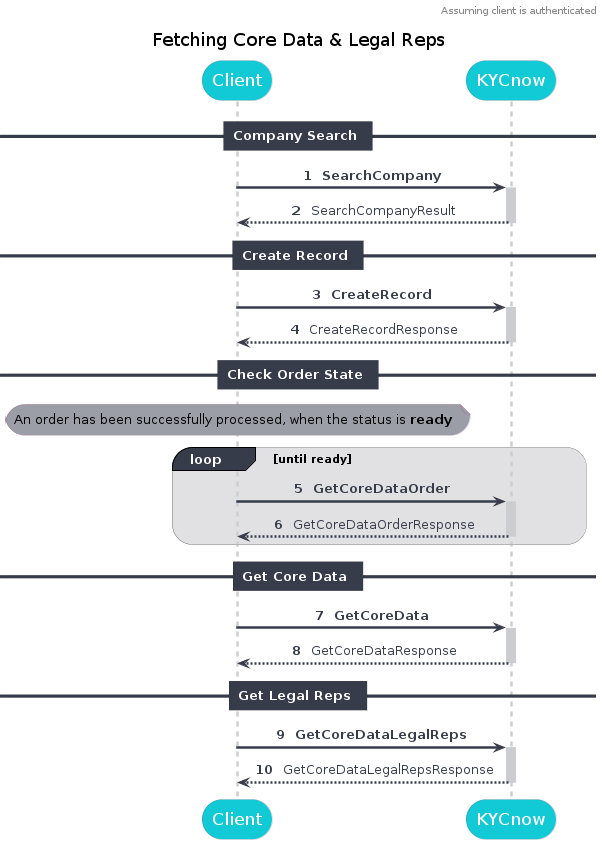 Assuming client is authenticated
Fetching Core Data & Legal Reps
Client KYCnow
Company Search
1 SearchCompany
2 SearchCompanyResult
Create Record
3 CreateRecord
4 CreateRecordResponse
Check Order State
An order has been successfully processed, when the status is ready
loop [until ready]
5 GetCoreDataOrder
6 GetCoreDataOrderResponse
Get Core Data
7 GetCoreData
8 GetCoreDataResponse
Get Legal Reps
9 GetCoreDataLegalReps
10 GetCoreDataLegalRepsResponse
Client KYCnow